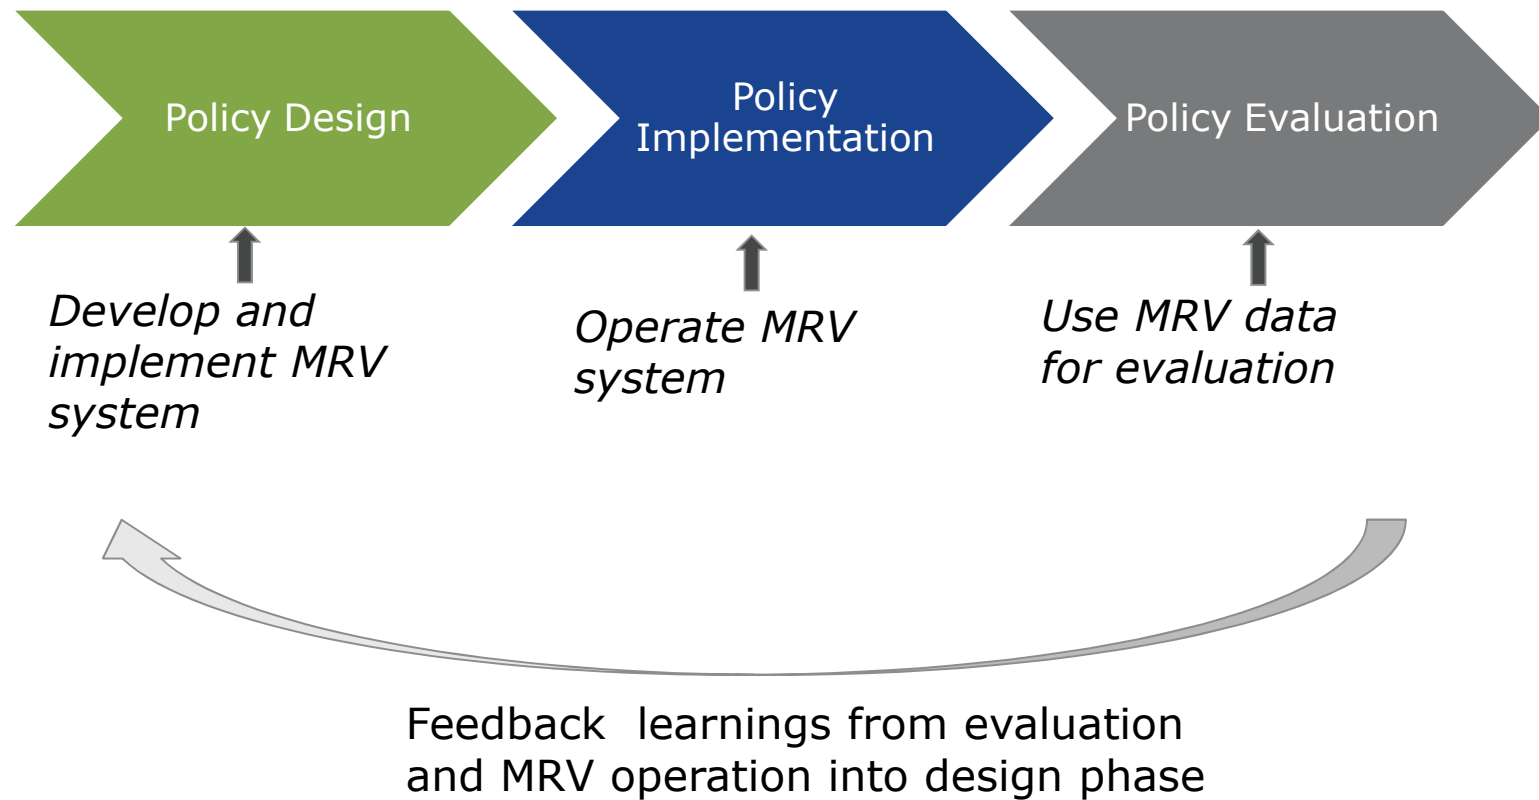 Policy Design
Policy
Implementation
Policy Evaluation
Develop and
implement MRV
system
Operate MRV
system
Use MRV data
for evaluation
Feedback  learnings from evaluation
and MRV operation into design phase